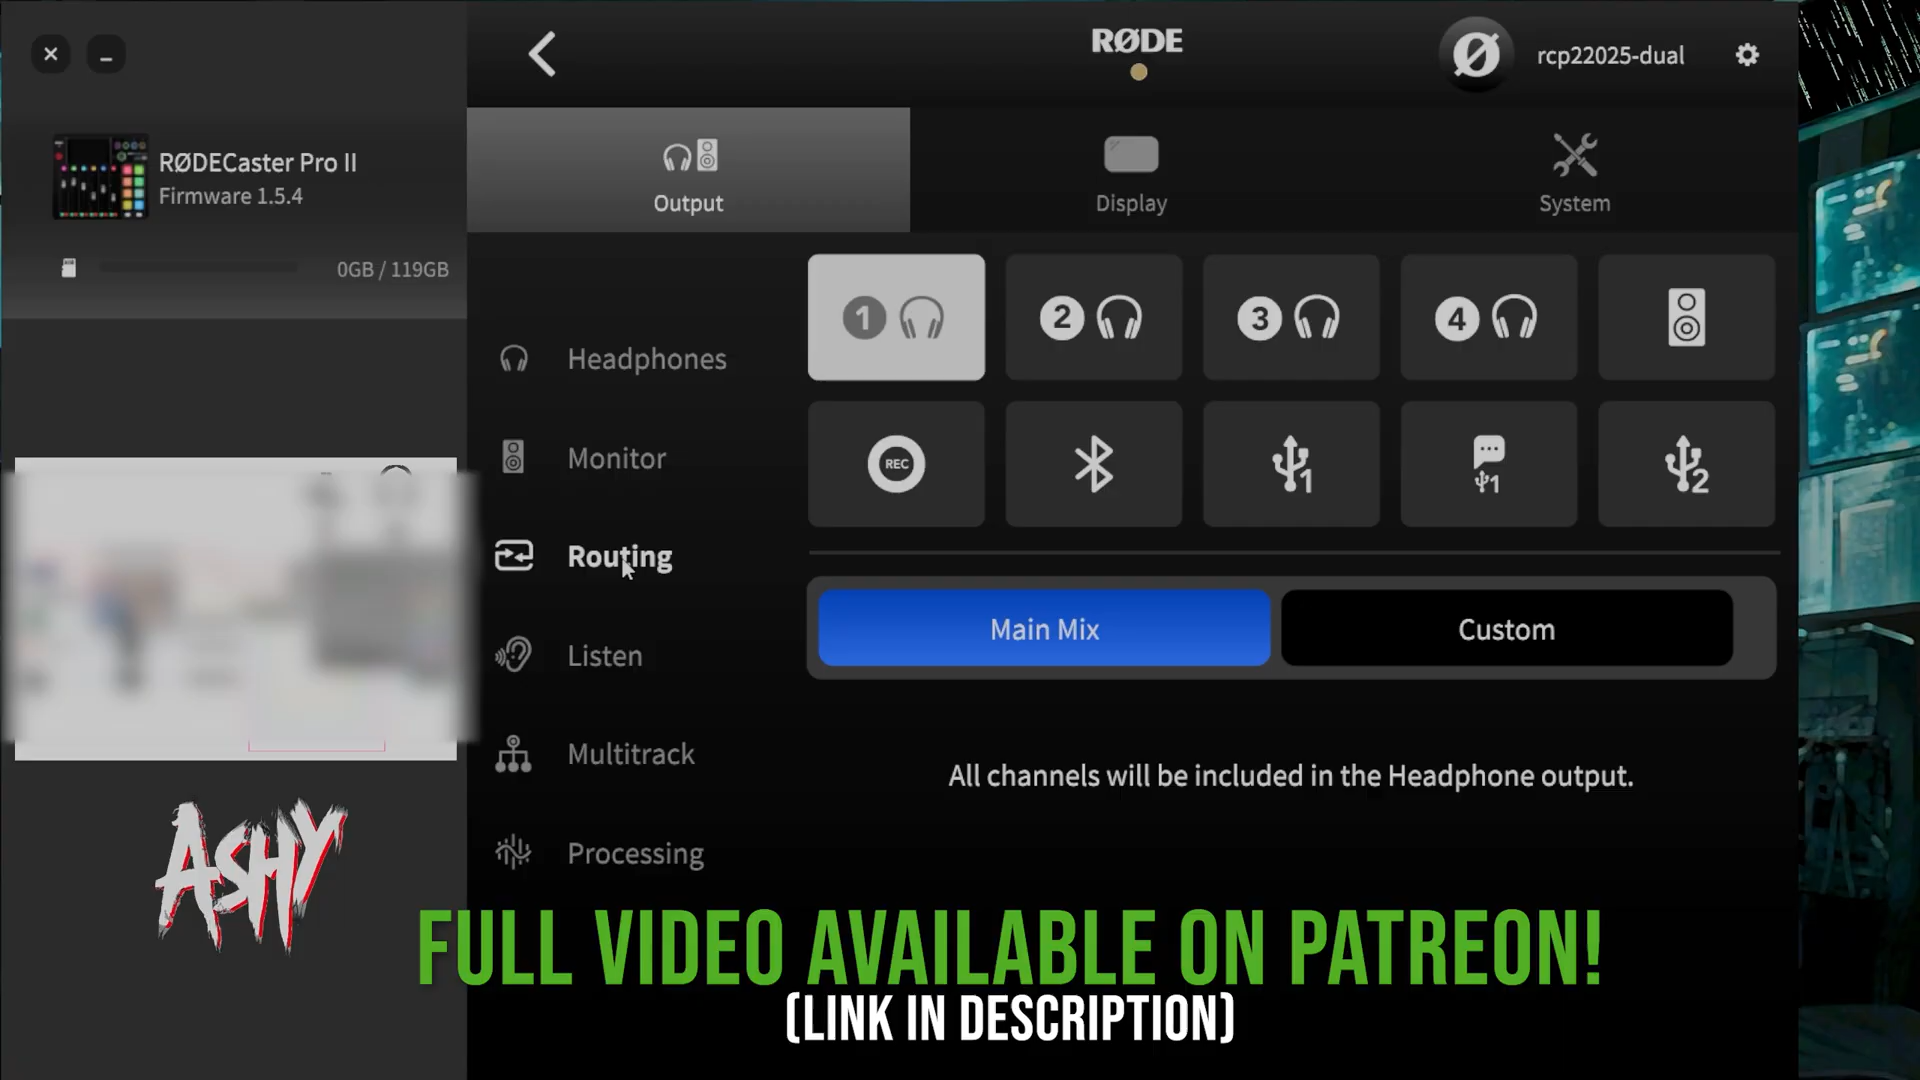 RØDE
rcp22025-dual
RØDECaster Pro II
Firmware 1.5.4
0GB / 119GB
Output
Display
System
Headphones
Monitor
Routing
Listen
Multitrack
Processing
1
2
3
4
REC
1
1
2
Main Mix
Custom
All channels will be included in the Headphone output.
ASHY
FULL VIDEO AVAILABLE ON PATREON!
(LINK IN DESCRIPTION)